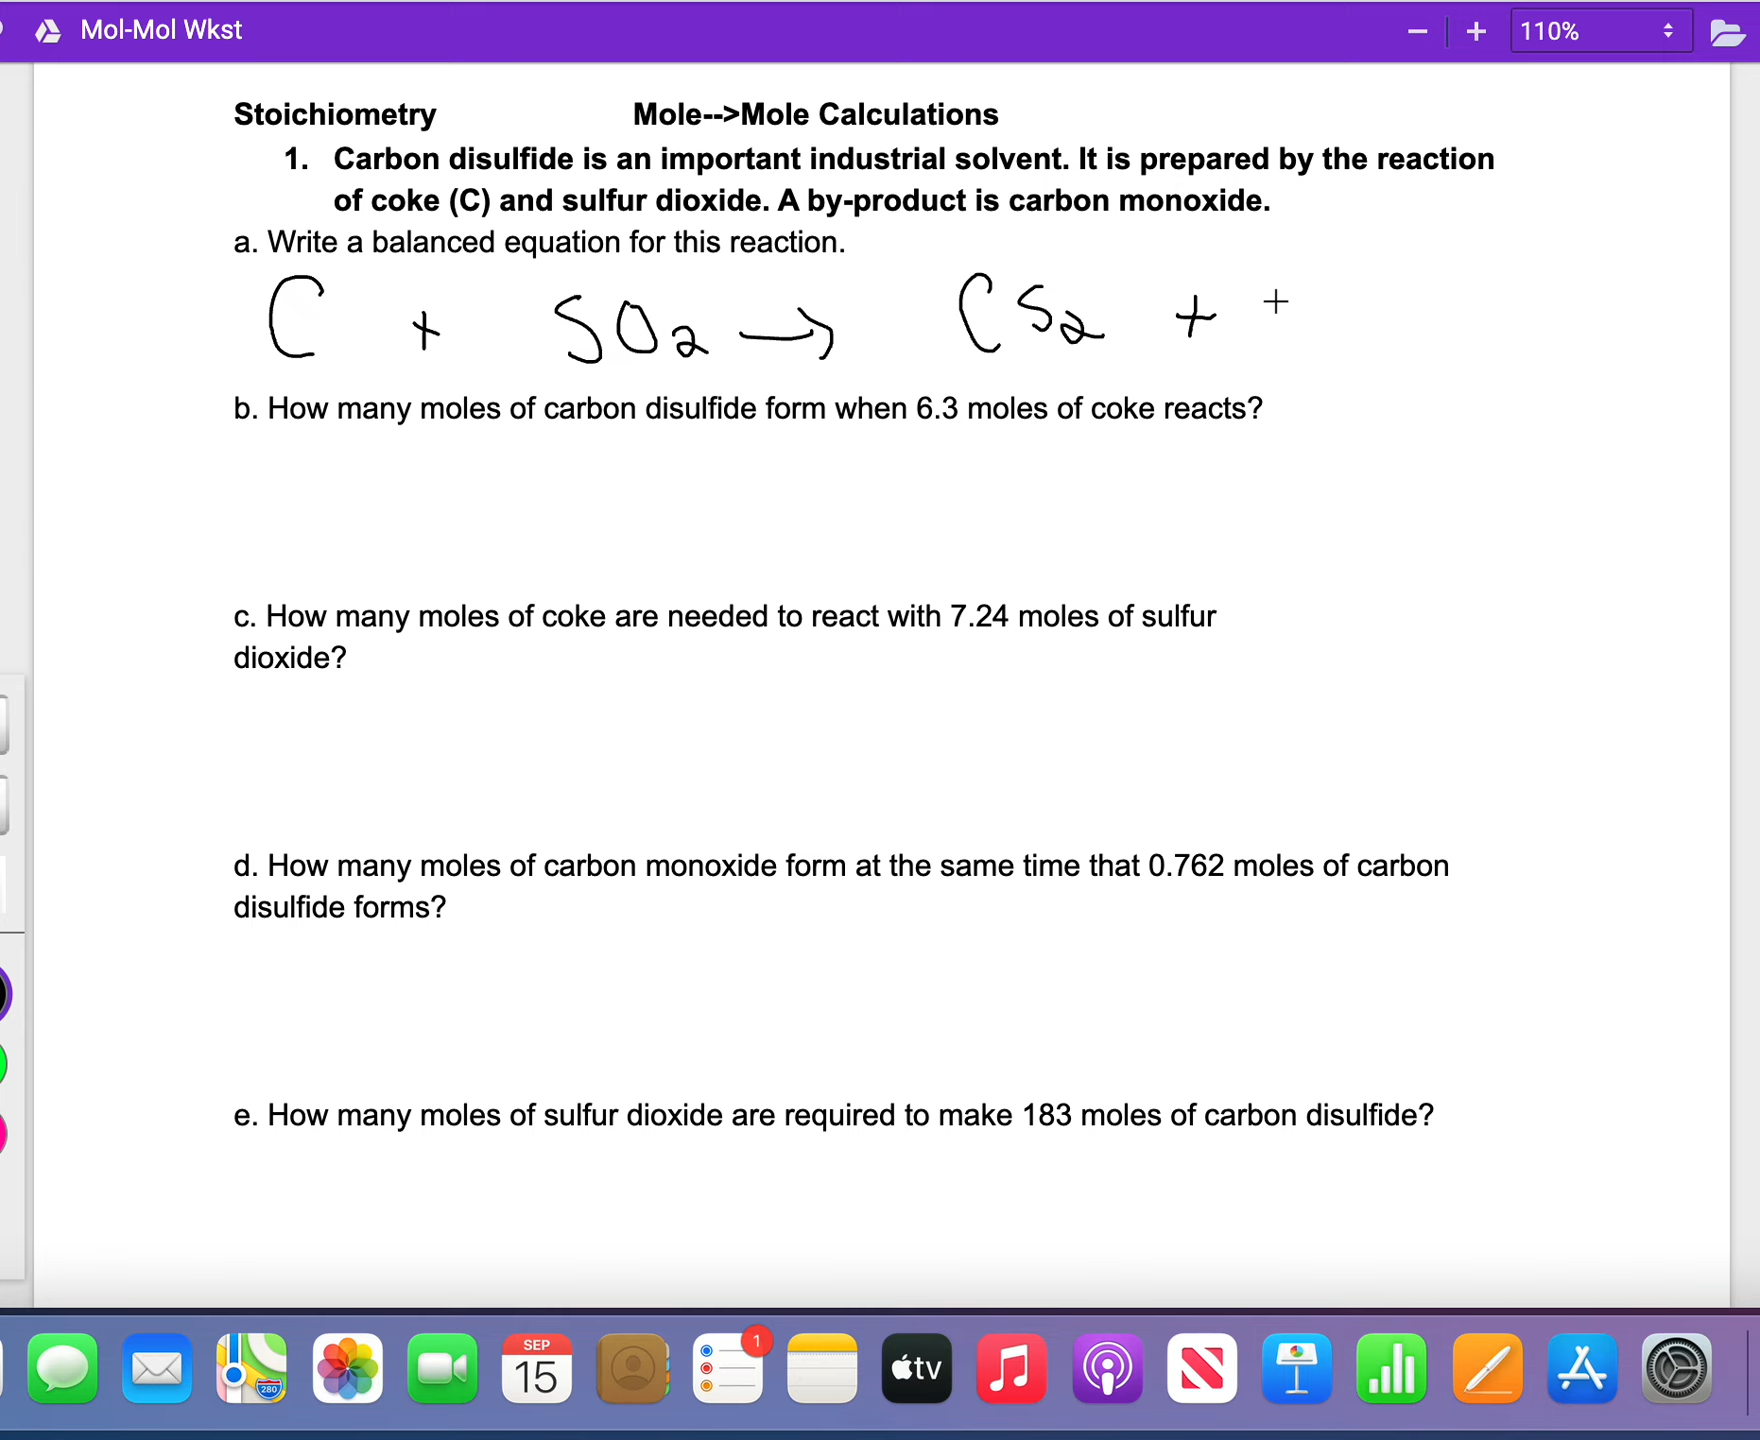 Mol-Mol Wkst
110%
Stoichiometry Mole-->Mole Calculations
1. Carbon disulfide is an important industrial solvent. It is prepared by the reaction
of coke (C) and sulfur dioxide. A by-product is carbon monoxide.
a. Write a balanced equation for this reaction.
C + SO2 → CS2 +
b. How many moles of carbon disulfide form when 6.3 moles of coke reacts?
c. How many moles of coke are needed to react with 7.24 moles of sulfur
dioxide?
d. How many moles of carbon monoxide form at the same time that 0.762 moles of carbon
disulfide forms?
e. How many moles of sulfur dioxide are required to make 183 moles of carbon disulfide?
280
SEP
15
1
tv